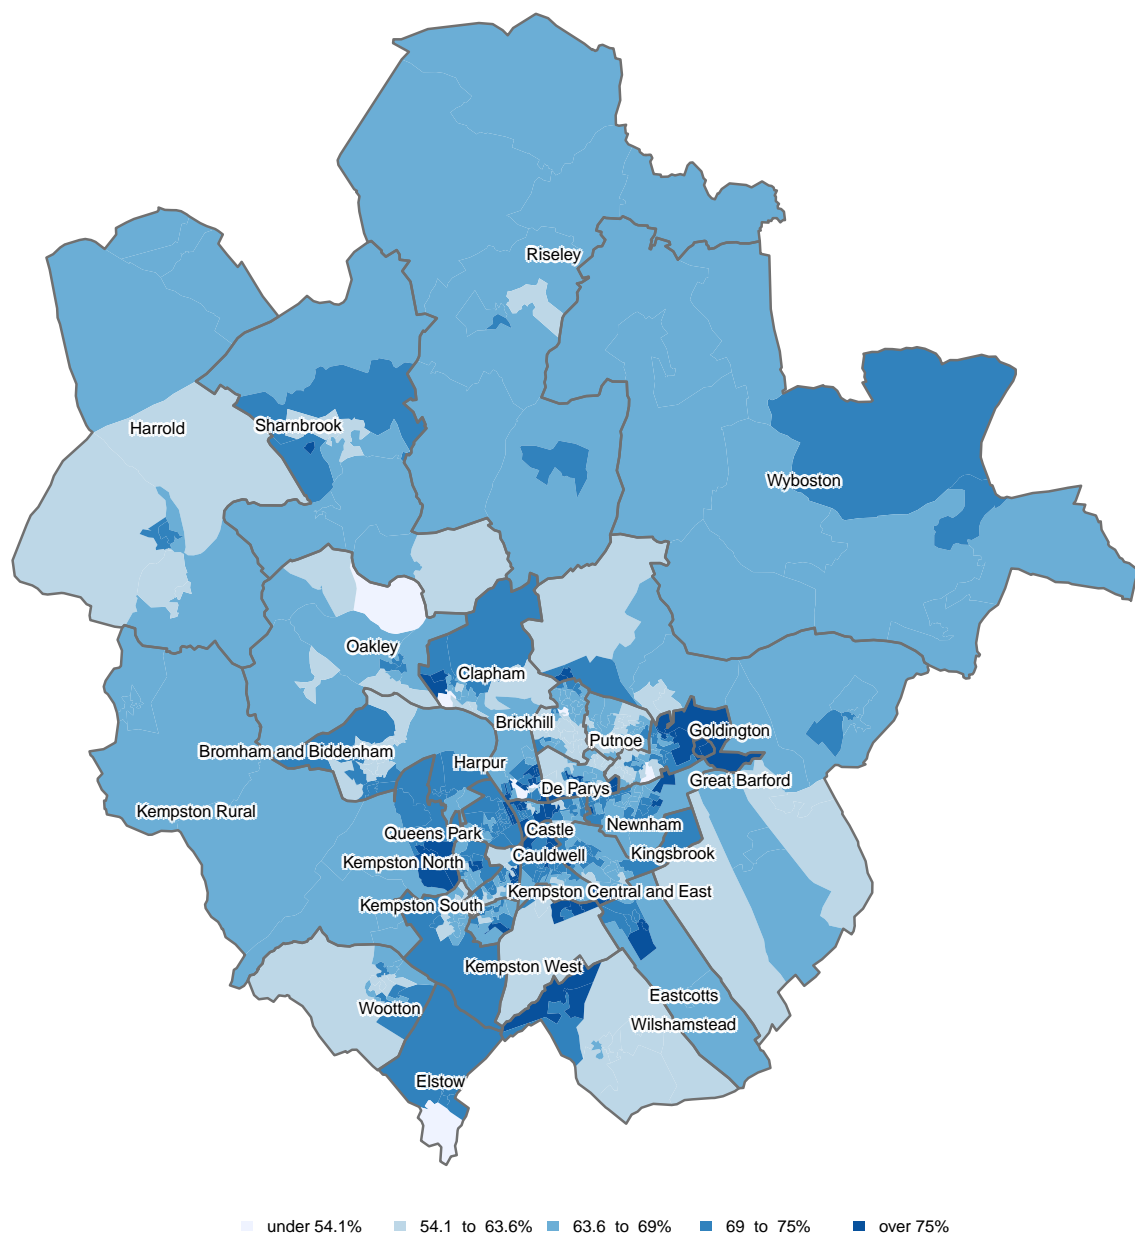 Riseley
Harrold
Sharnbrook
Wyboston
Oakley
Clapham
Brickhill
Goldington
Putnoe
Bromham and Biddenham
Harpur
Great Barford
De Parys
Kempston Rural
Newnham
Queens Park
Castle
Kingsbrook
Cauldwell
Kempston North
Kempston Central and East
Kempston South
Kempston West
Eastcotts
Wootton
Wilshamstead
Elstow
under 54.1% 54.1 to 63.6% 63.6 to 69% 69 to 75% over 75%